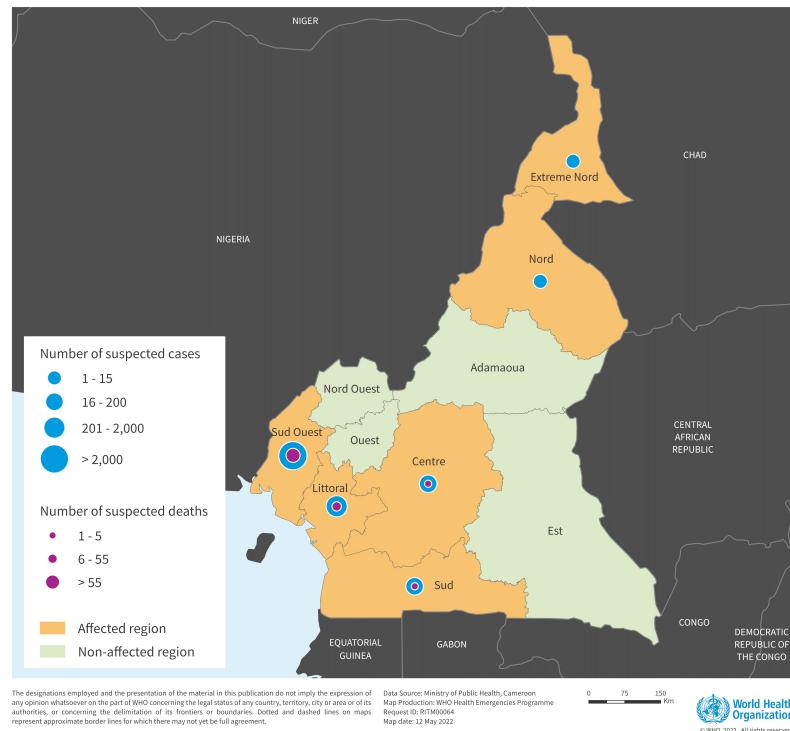 NIGER
CHAD
Extreme Nord
NIGERIA
Nord
Number of suspected cases
1 - 15
16 - 200
201 - 2,000
> 2,000
Number of suspected deaths
1 - 5
6 - 55
> 55
Affected region
Non-affected region
Adamaoua
Nord Ouest
Sud Ouest
Ouest
Centre
Littoral
CENTRAL
AFRICAN
REPUBLIC
Est
Sud
EQUATORIAL
GUINEA
GABON
CONGO
DEMOCRATIC
REPUBLIC OF
THE CONGO
The designations employed and the presentation of the material in this publication do not imply the expression of
any opinion whatsoever on the part of WHO concerning the legal status of any country, territory, city or area or of its
authorities, or concerning the delimitation of its frontiers or boundaries. Dotted and dashed lines on maps
represent approximate border lines for which there may not yet be full agreement.
Data Source: Ministry of Public Health, Cameroon
Map Production: WHO Health Emergencies Programme
Request ID: RITM00064
Map date: 12 May 2022
0 75 150
Km
World Health
Organization
© WHO 2022. All rights reserved